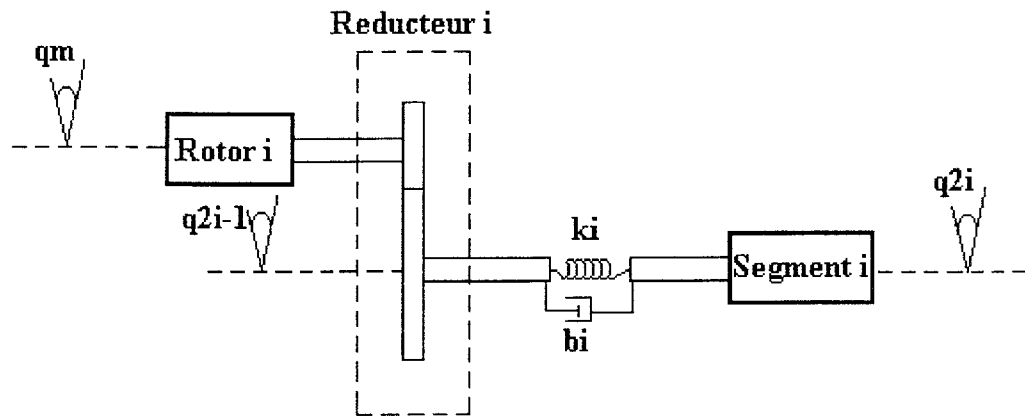 Reducteur i
qm
Rotor i
q2i-1
ki
q2i
Segment i
bi